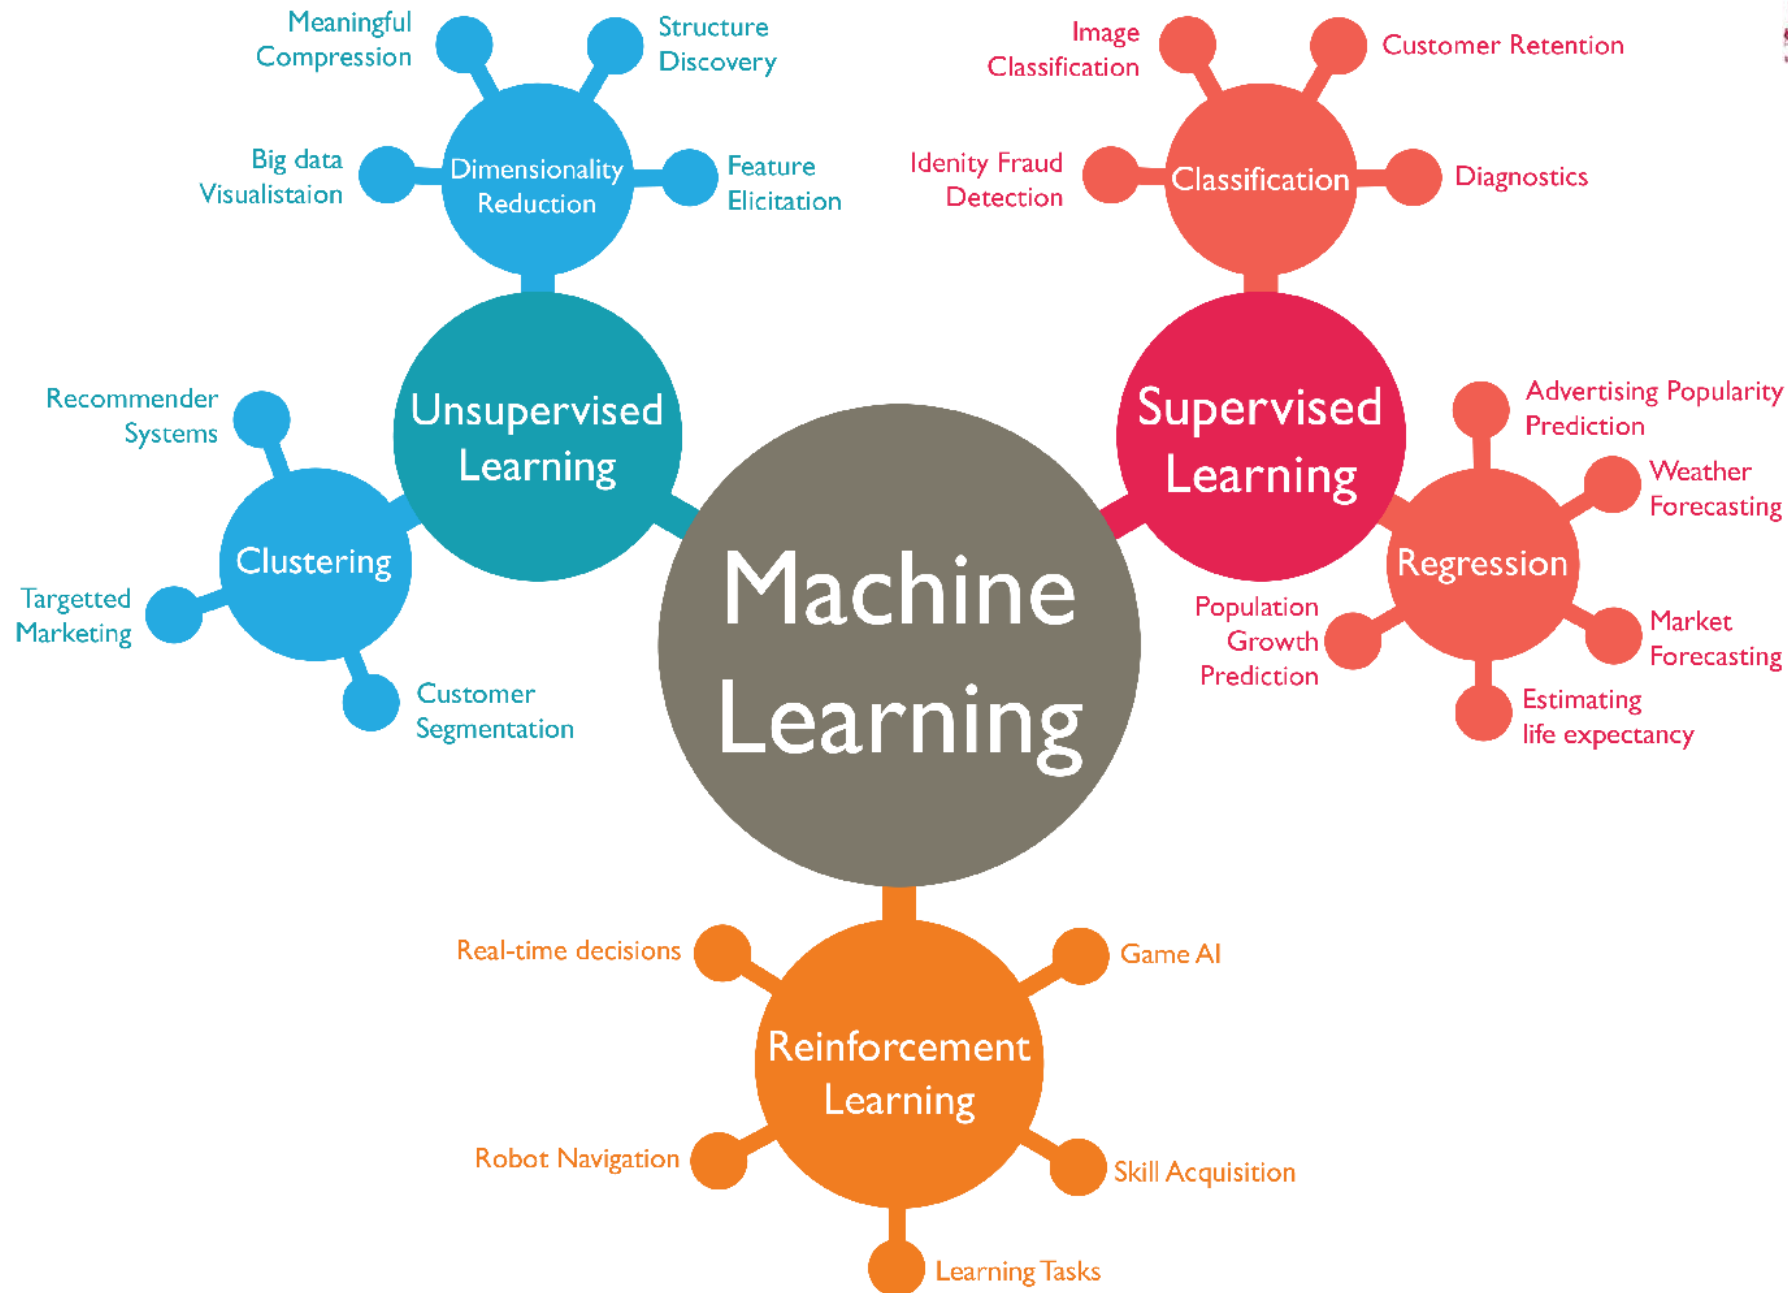 Meaningful
Compression
Structure
Discovery
Big data
Visualistaion
Dimensionality
Reduction
Feature
Elicitation
Image
Classification
Customer Retention
Idenity Fraud
Detection
Classification
Diagnostics
Unsupervised
Learning
Recommender
Systems
Clustering
Targetted
Marketing
Customer
Segmentation
Machine
Learning
Supervised
Learning
Advertising Popularity
Prediction
Weather
Forecasting
Regression
Population
Growth
Prediction
Market
Forecasting
Estimating
life expectancy
Real-time decisions
Game AI
Reinforcement
Learning
Robot Navigation
Skill Acquisition
Learning Tasks